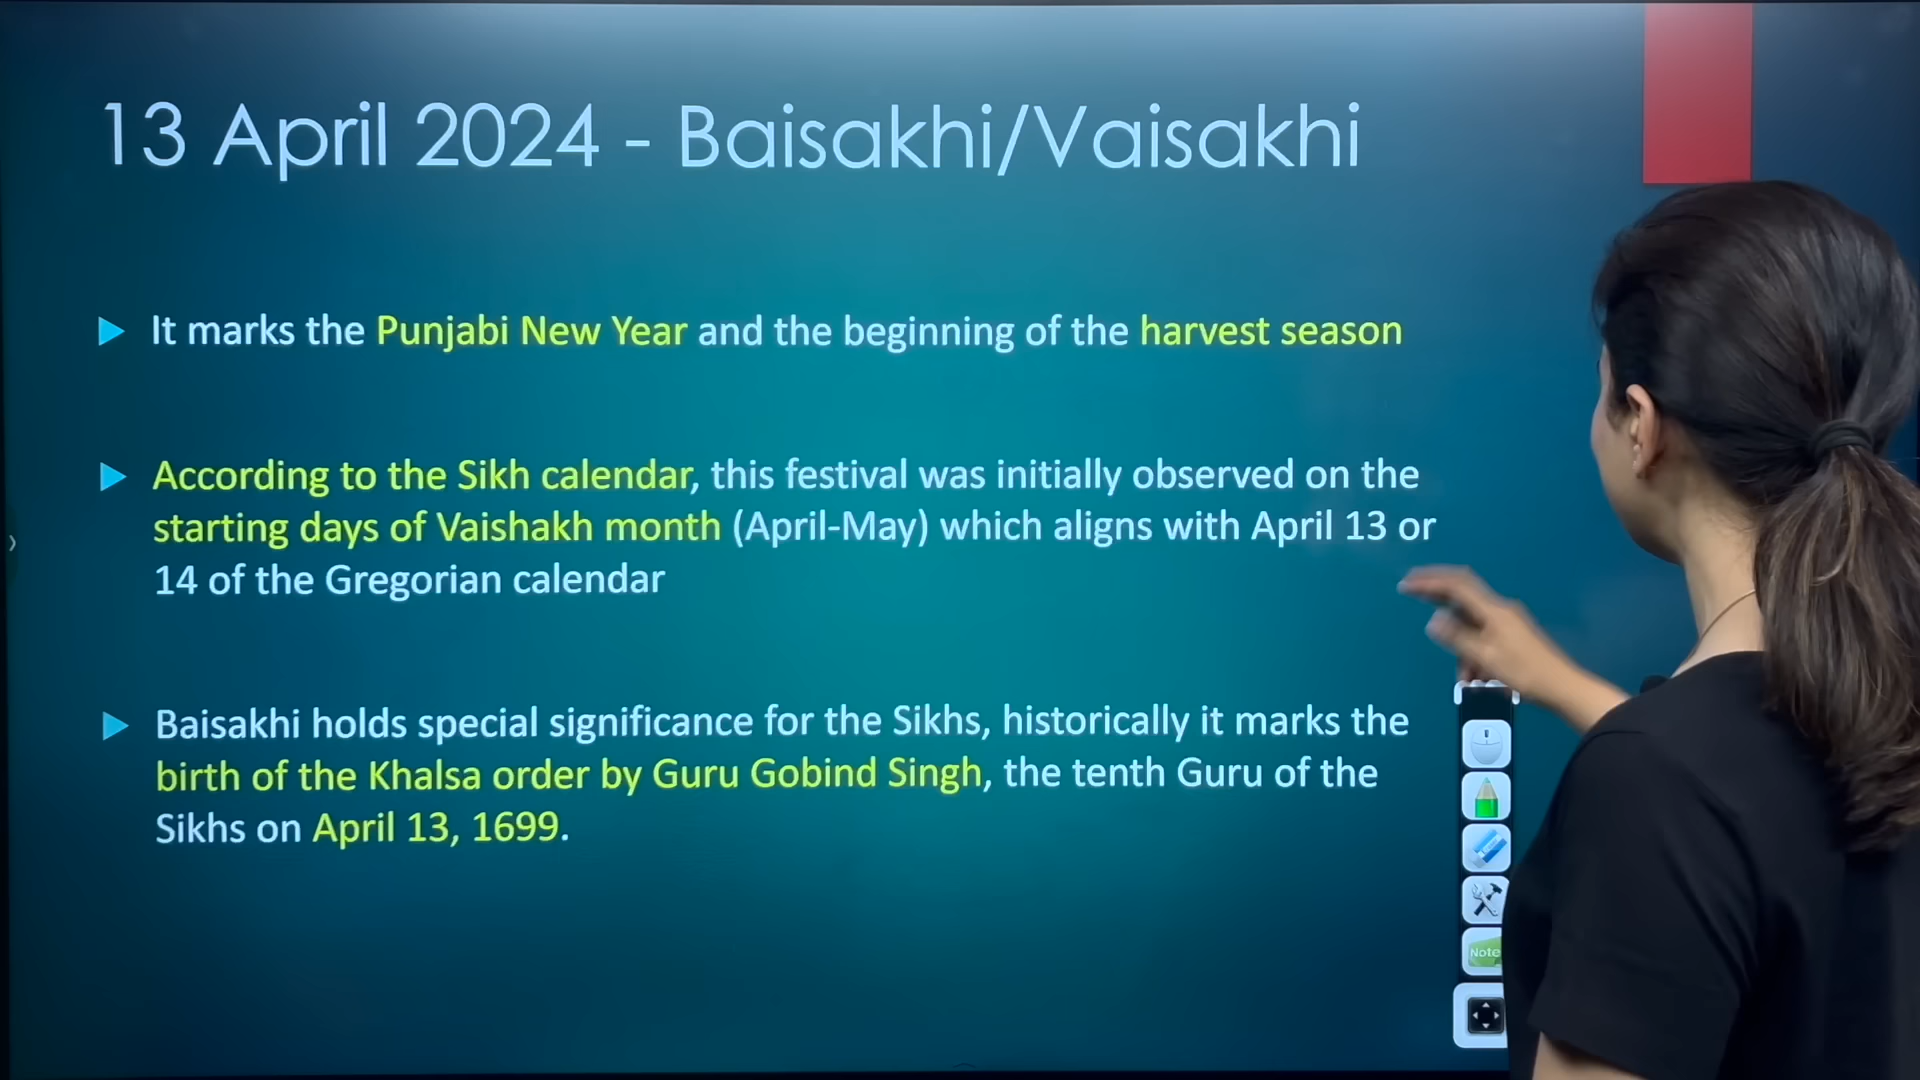 13 April 2024 - Baisakhi/Vaisakhi
It marks the Punjabi New Year and the beginning of the harvest season
According to the Sikh calendar, this festival was initially observed on the
starting days of Vaishakh month (April-May) which aligns with April 13 or
14 of the Gregorian calendar
Baisakhi holds special significance for the Sikhs, historically it marks the
birth of the Khalsa order by Guru Gobind Singh, the tenth Guru of the
Sikhs on April 13, 1699.
Note